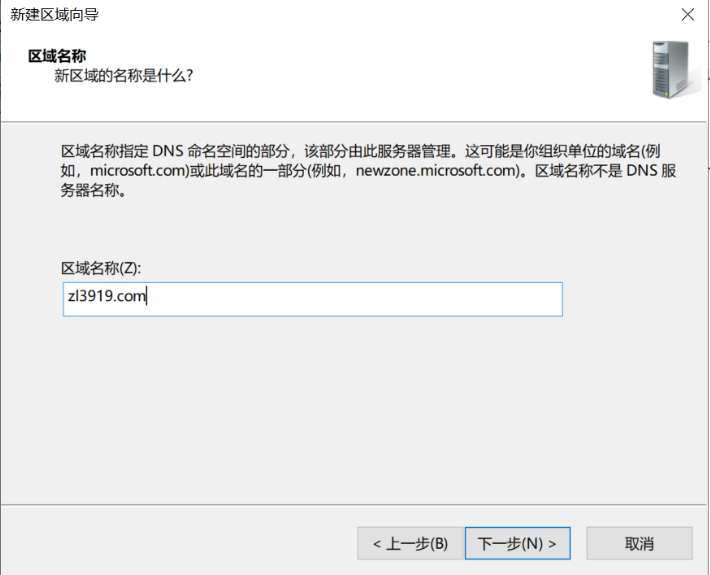 新建区域向导
区域名称
新区域的名称是什么?
区域名称指定 DNS 命名空间的部分，该部分由此服务器管理。这可能是你组织单位的域名(例
如，microsoft.com)或此域名的一部分(例如，newzone.microsoft.com)。区域名称不是 DNS 服
务器名称。
区域名称(Z):
zl3919.com
< 上一步(B)
下一步(N) >
取消